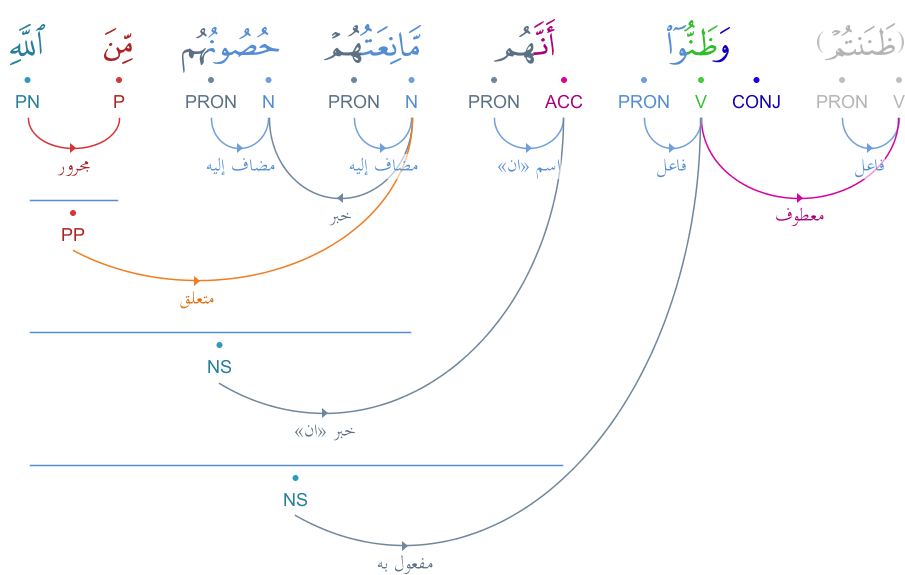 (ظَنَنتُمْ) وَظَنُّوٓا۟ أَنَّهُم مَّانِعَتُهُمْ حُصُونُهُم مِّنَ ٱللَّهِ
PN P PRON N PRON N PRON ACC PRON V CONJ PRON V
مجرور مضاف إليه مضاف إليه اسم «ان» فاعل فاعل
خبر معطوف
PP
متعلق
NS
خبر «ان»
NS
مفعول به